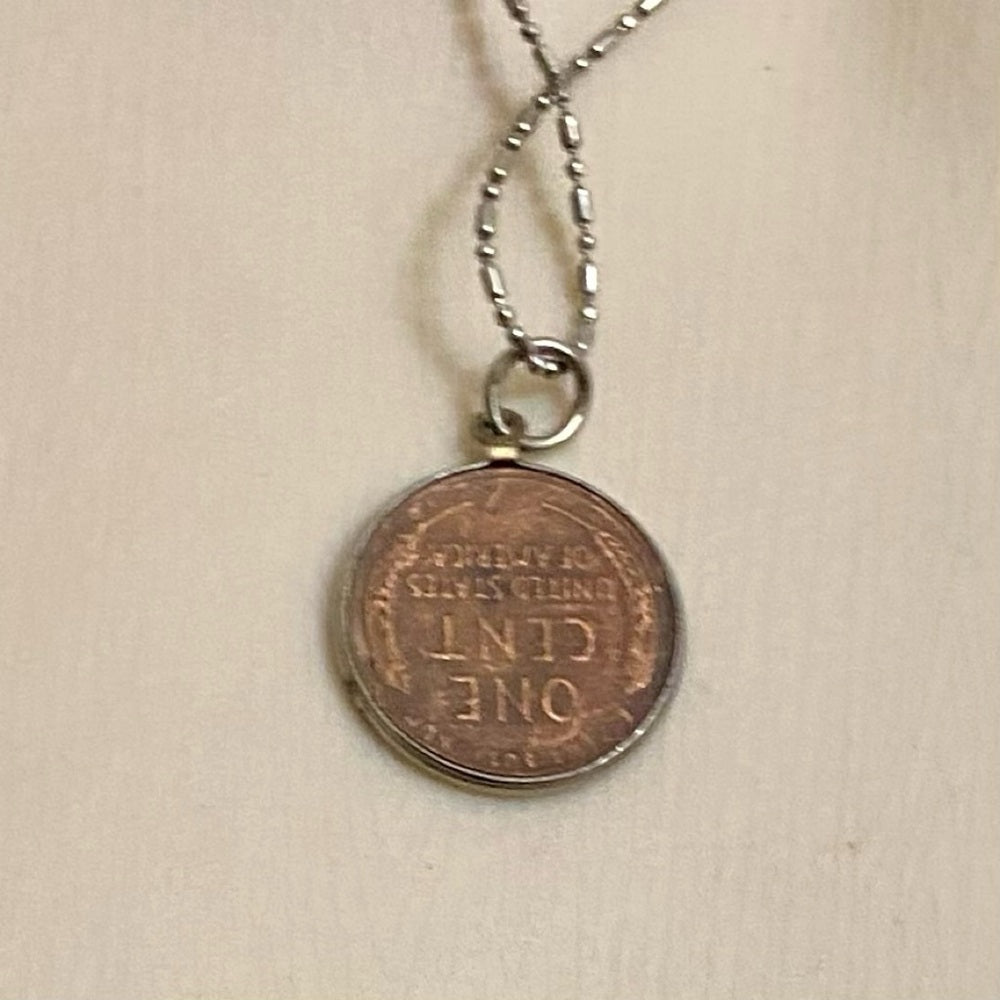 ONE
CENT
UNITED STATES
OF AMERICA